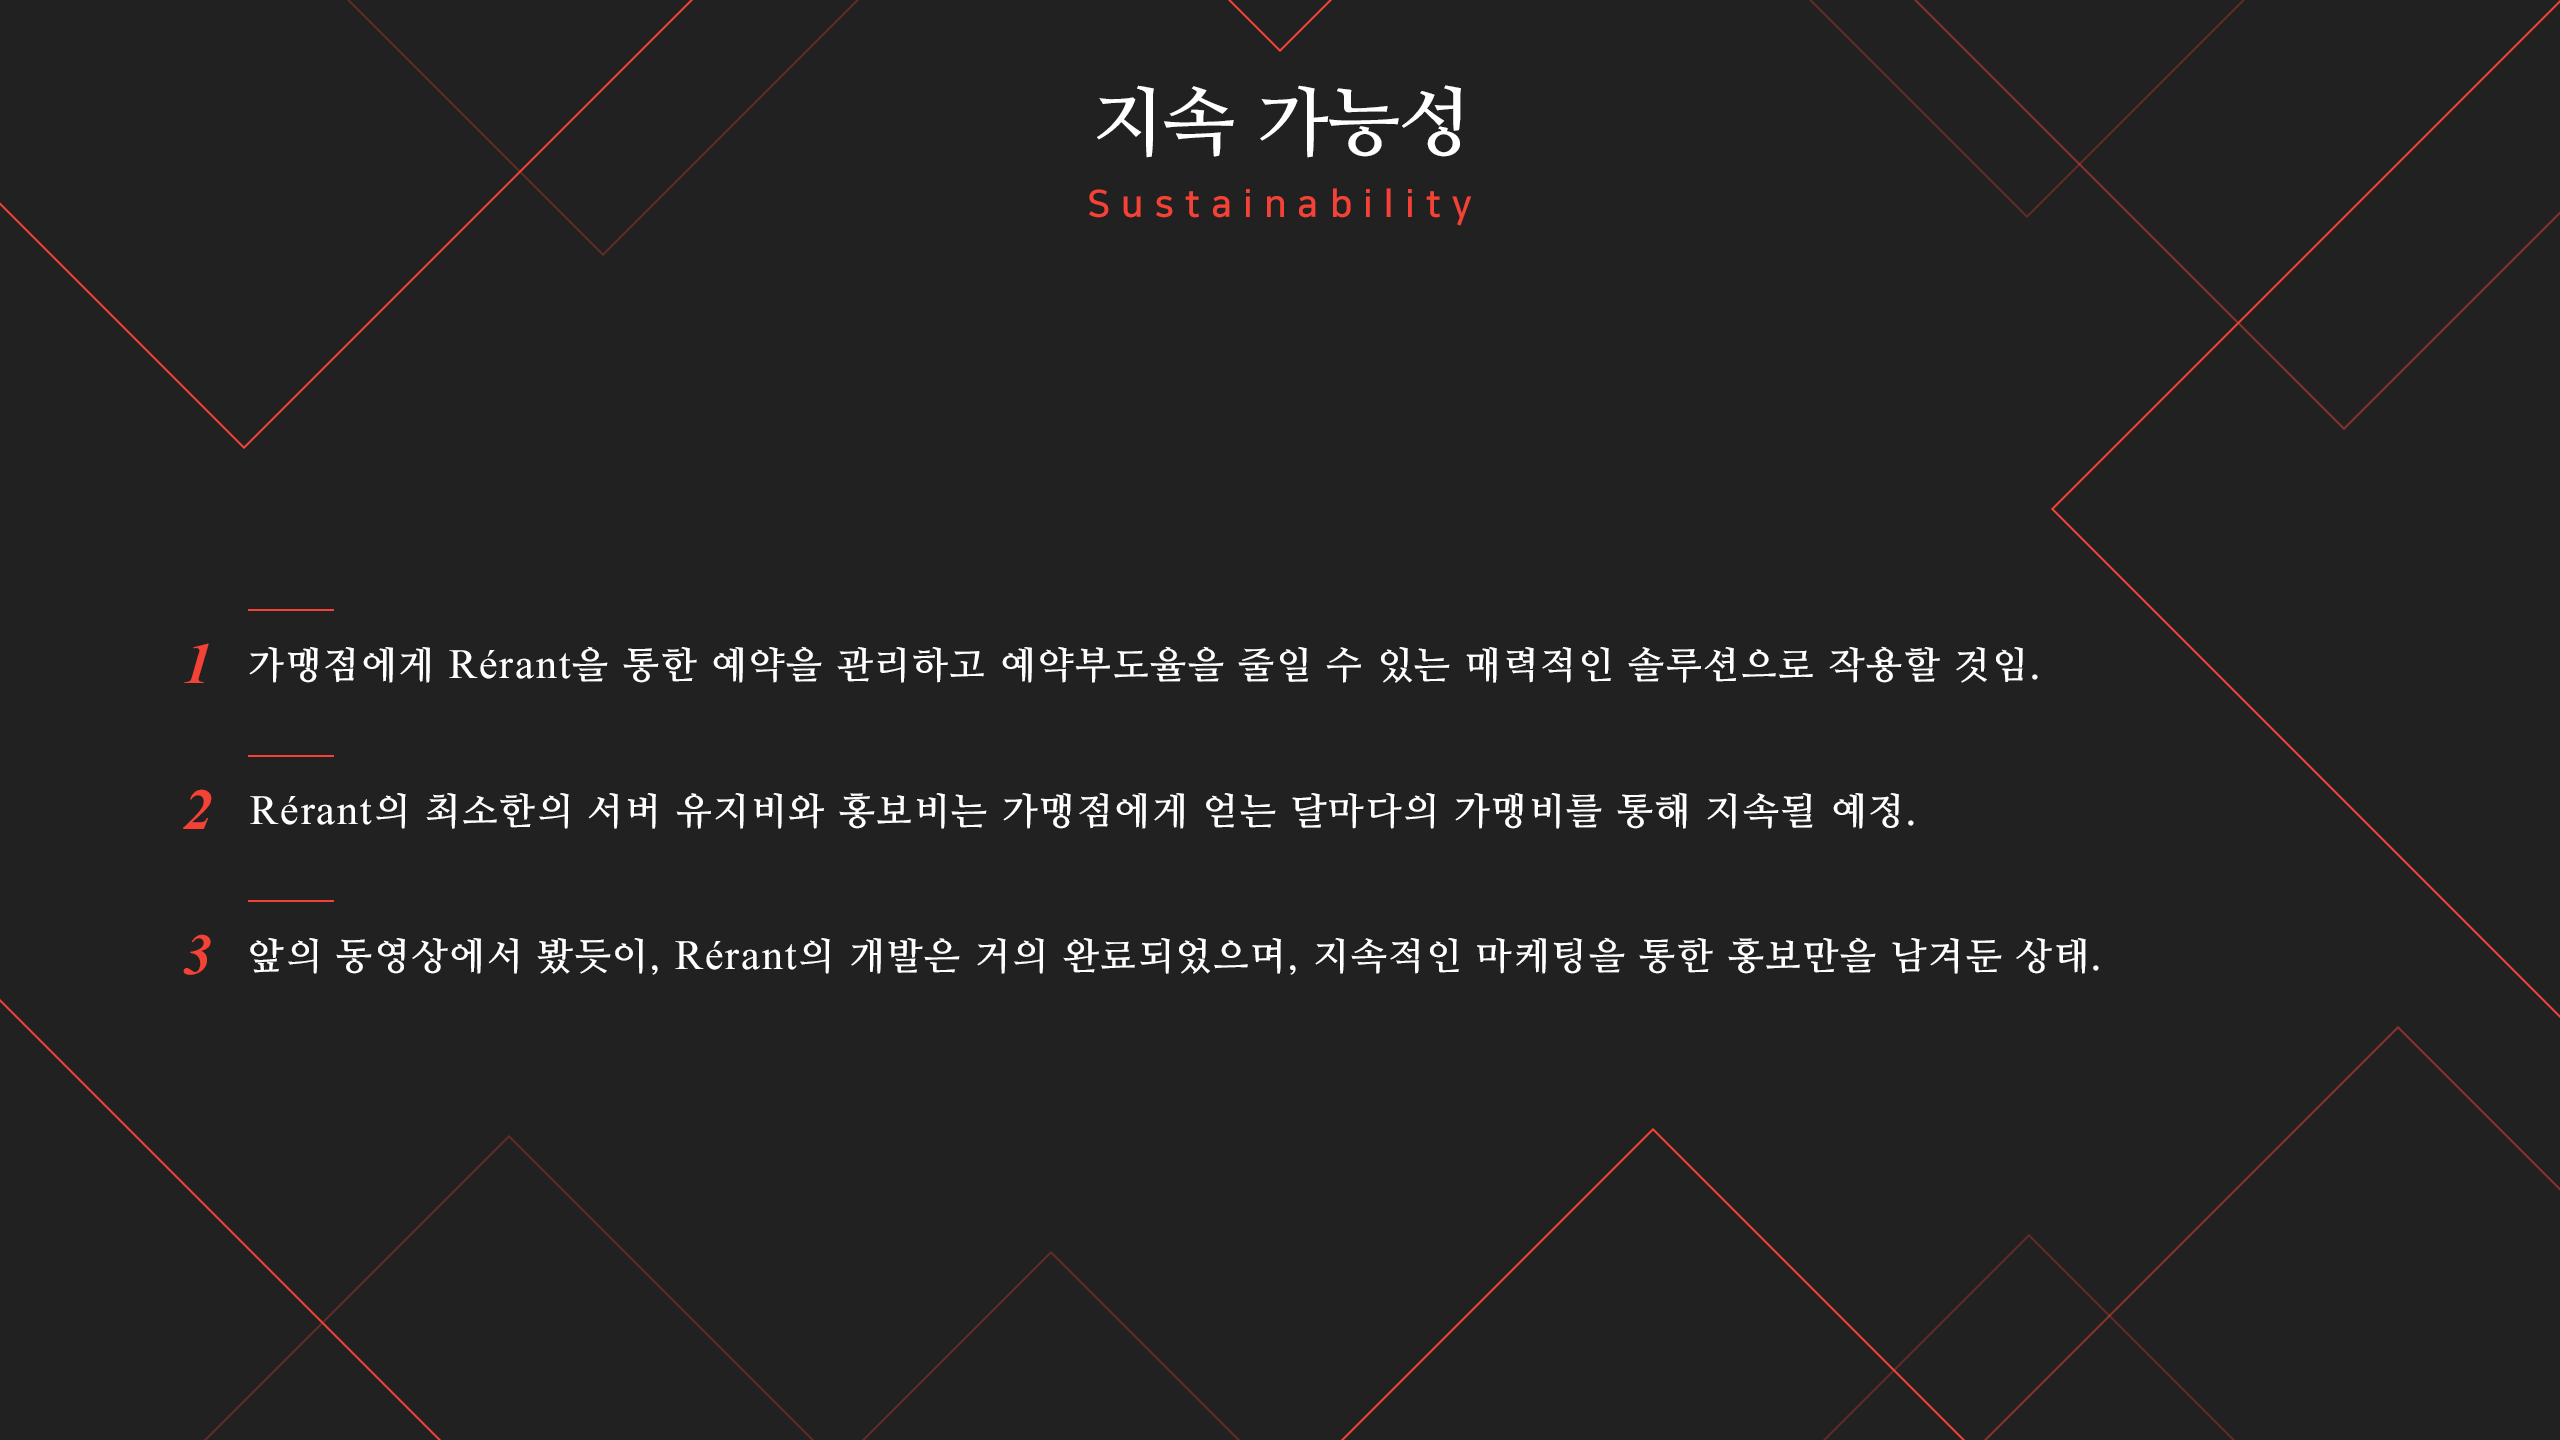 지속 가능성
Sustainability
1 가맹점에게 Rérant을 통한 예약을 관리하고 예약부도율을 줄일 수 있는 매력적인 솔루션으로 작용할 것임.
2 Rérant의 최소한의 서버 유지비와 홍보비는 가맹점에게 얻는 달마다의 가맹비를 통해 지속될 예정.
3 앞의 동영상에서 봤듯이, Rérant의 개발은 거의 완료되었으며, 지속적인 마케팅을 통한 홍보만을 남겨둔 상태.